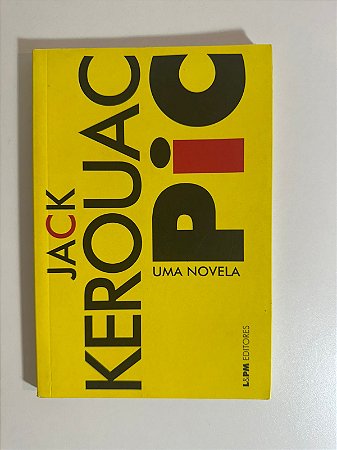 JACK
KEROUAC
Pic
UMA NOVELA
L&PM EDITORES